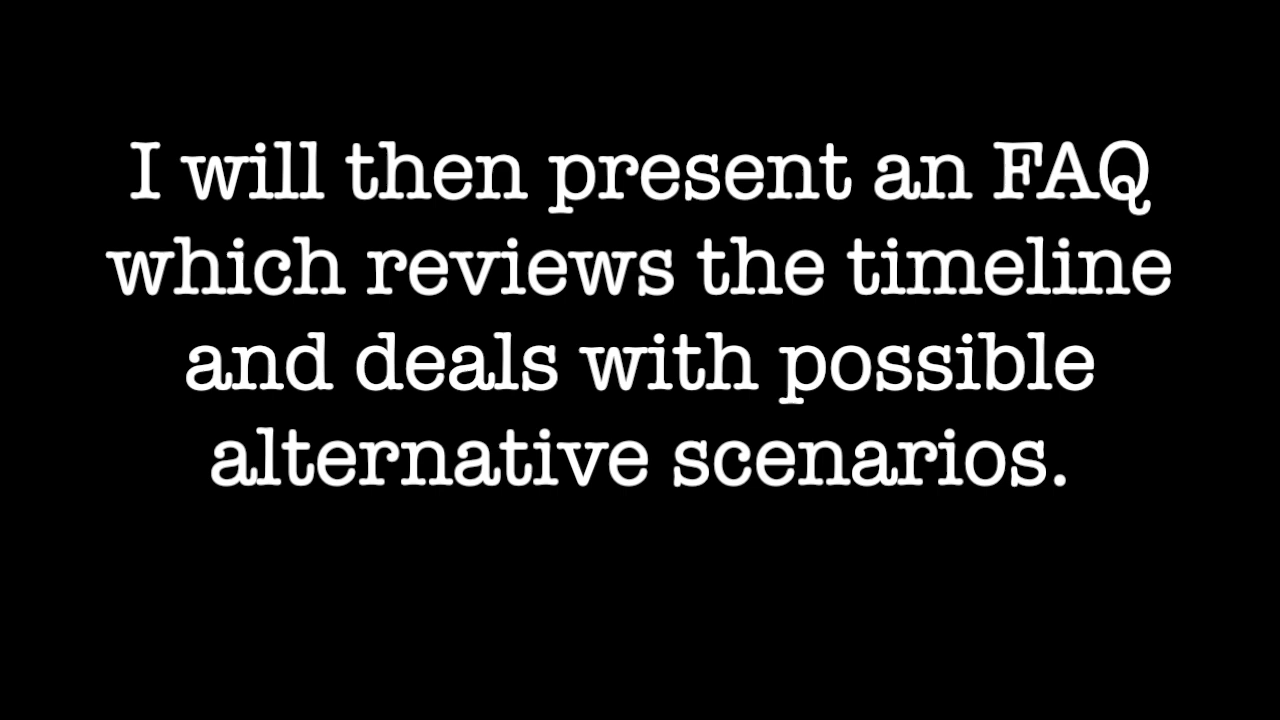 I will then present an FAQ
which reviews the timeline
and deals with possible
alternative scenarios.